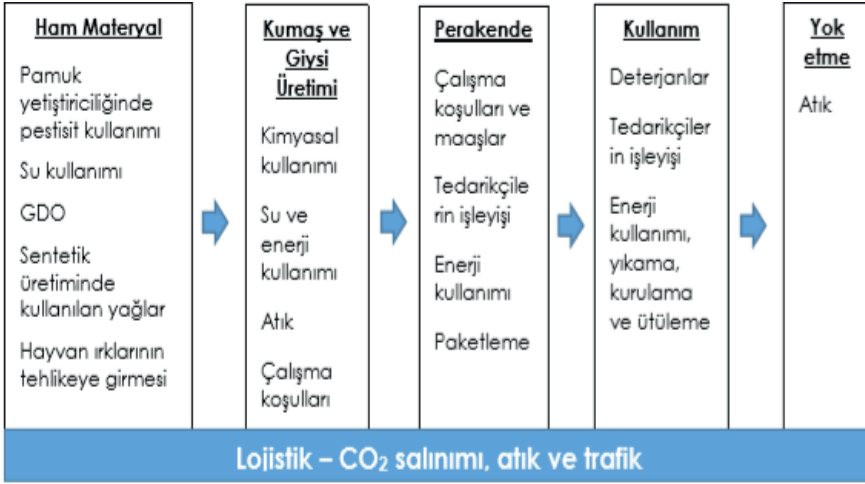 Ham Materyal
Pamuk
yetiştiriciliğinde
pestisit kullanımı
Su kullanımı
GDO
Sentetik
üretiminde
kullanılan yağlar
Hayvan ırklarının
tehlikeye girmesi
Kumaş ve
Giysi
Üretimi
Kimyasal
kullanımı
Su ve
enerji
kullanımı
Atık
Çalışma
koşulları
Perakende
Çalışma
koşulları ve
maaşlar
Tedarikçile
rin işleyişi
Enerji
kullanımı
Paketleme
Kullanım
Deterjanlar
Tedarikçiler
in işleyişi
Enerji
kullanımı,
yıkama,
kurulama
ve ütüleme
Yok
etme
Atık
Lojistik – CO₂ salınımı, atık ve trafik